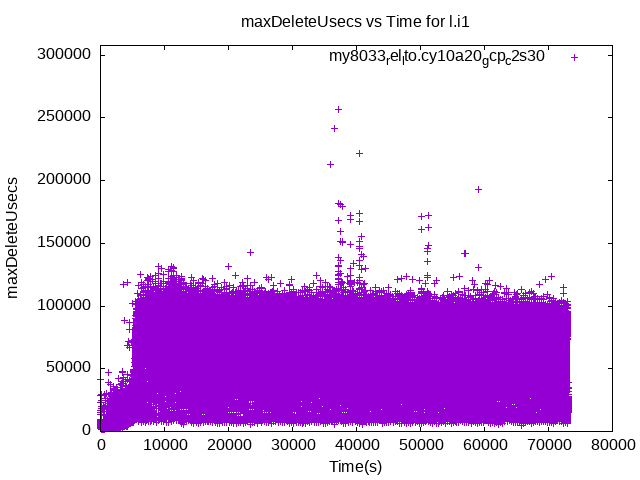 maxDeleteUsecs vs Time for l.i1
my8033relto.cy10a20gcpc2s30
300000
250000
200000
150000
100000
50000
0
maxDeleteUsecs
0 10000 20000 30000 40000 50000 60000 70000 80000
Time(s)